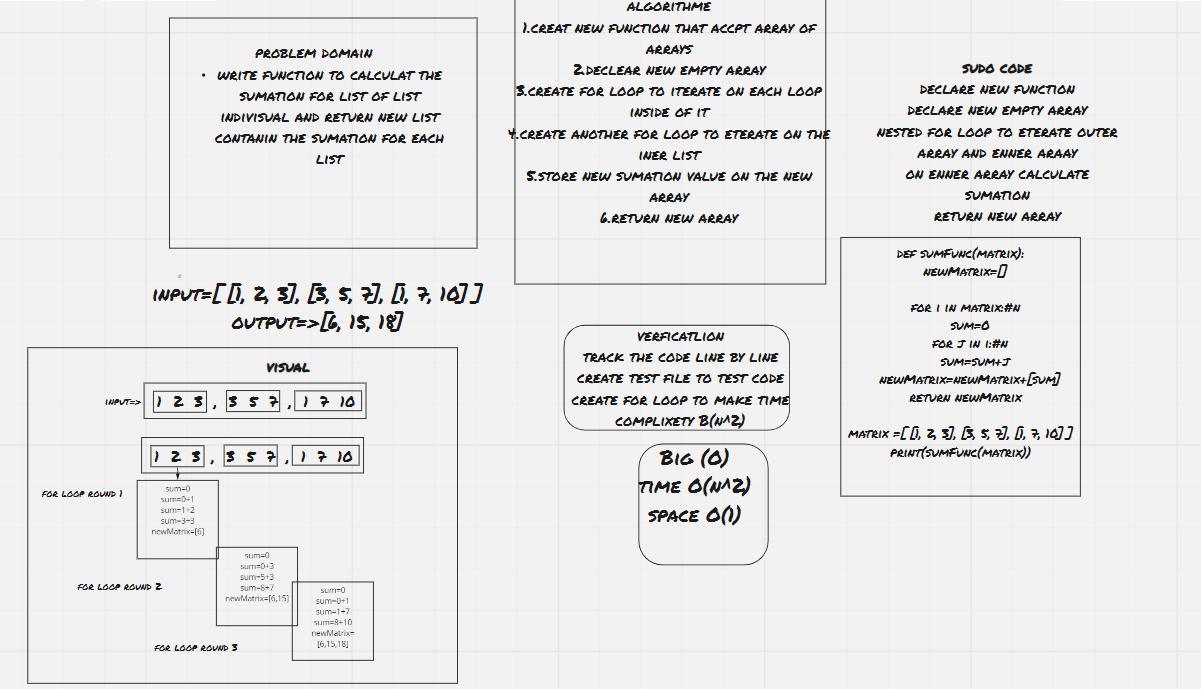 PROBLEM DOMAIN
• WRITE FUNCTION TO CALCULAT THE
SUMATION FOR LIST OF LIST
INDIVISUAL AND RETURN NEW LIST
CONTANIN THE SUMATION FOR EACH
LIST
ALGORITHME
1.CREAT NEW FUNCTION THAT ACCPT ARRAY OF
ARRAYS
2.DECLEAR NEW EMPTY ARRAY
3.CREATE FOR LOOP TO ITERATE ON EACH LOOP
INSIDE OF IT
4.CREATE ANOTHER FOR LOOP TO ETERATE ON THE
INER LIST
5.STORE NEW SUMATION VALUE ON THE NEW
ARRAY
6.RETURN NEW ARRAY
SUDO CODE
DECLARE NEW FUNCTION
DECLARE NEW EMPTY ARRAY
NESTED FOR LOOP TO ETERATE OUTER
ARRAY AND ENNER ARAAY
ON ENNER ARRAY CALCULATE
SUMATION
RETURN NEW ARRAY
INPUT=[ [1, 2, 3], [3, 5, 7], [1, 7, 10] ]
OUTPUT=>[6, 15, 18]
DEF SUMFUNC(MATRIX):
NEWMATRIX=[]
FOR I IN MATRIX:#N
SUM=0
FOR J IN I:#N
SUM=SUM+J
NEWMATRIX=NEWMATRIX+[SUM]
RETURN NEWMATRIX
MATRIX =[ [1, 2, 3], [3, 5, 7], [1, 7, 10] ]
PRINT(SUMFUNC(MATRIX))
VERFICATLION
TRACK THE CODE LINE BY LINE
CREATE TEST FILE TO TEST CODE
CREATE FOR LOOP TO MAKE TIME
COMPLIXETY B(N^2)
BIG (O)
TIME O(N^2)
SPACE O(1)
VISUAL
INPUT=> 1 2 3 , 3 5 7 , 1 7 10
1 2 3 , 3 5 7 , 1 7 10
FOR LOOP ROUND 1
sum=0
sum=0+1
sum=1+2
sum=3+3
newMatrix=[6]
FOR LOOP ROUND 2
sum=0
sum=0+3
sum=5+3
sum=8+7
newMatrix=[6,15]
FOR LOOP ROUND 3
sum=0
sum=0+1
sum=1+7
sum=8+10
newMatrix=
[6,15,18]